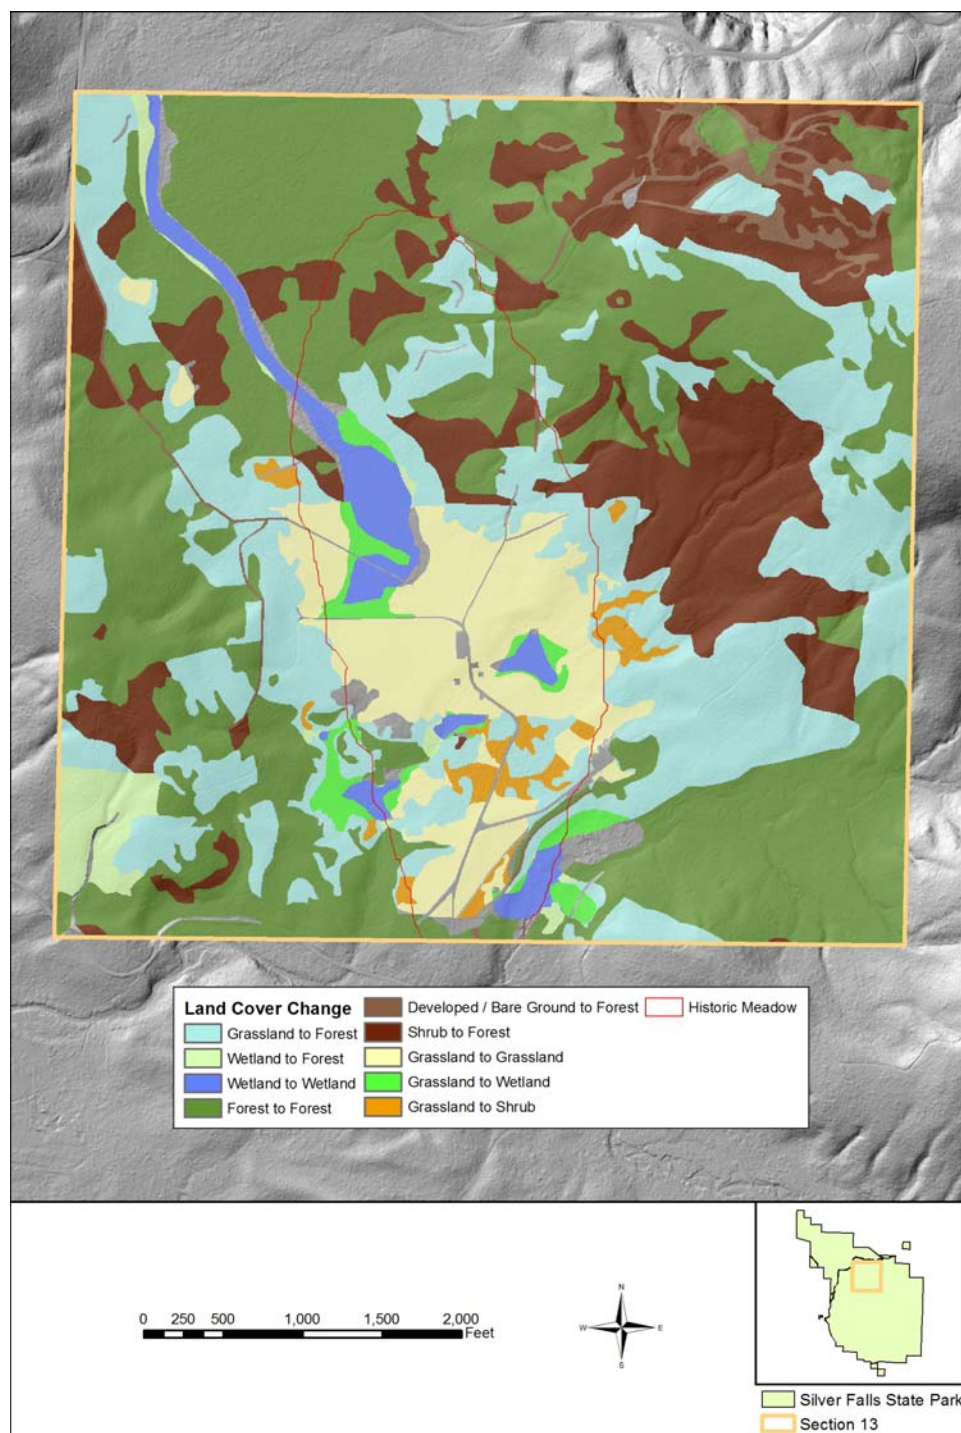 Land Cover Change
Grassland to Forest
Wetland to Forest
Wetland to Wetland
Forest to Forest
Developed / Bare Ground to Forest
Shrub to Forest
Grassland to Grassland
Grassland to Wetland
Grassland to Shrub
Historic Meadow
0 250 500 1,000 1,500 2,000
Feet
N
W E
S
Silver Falls State Park
Section 13